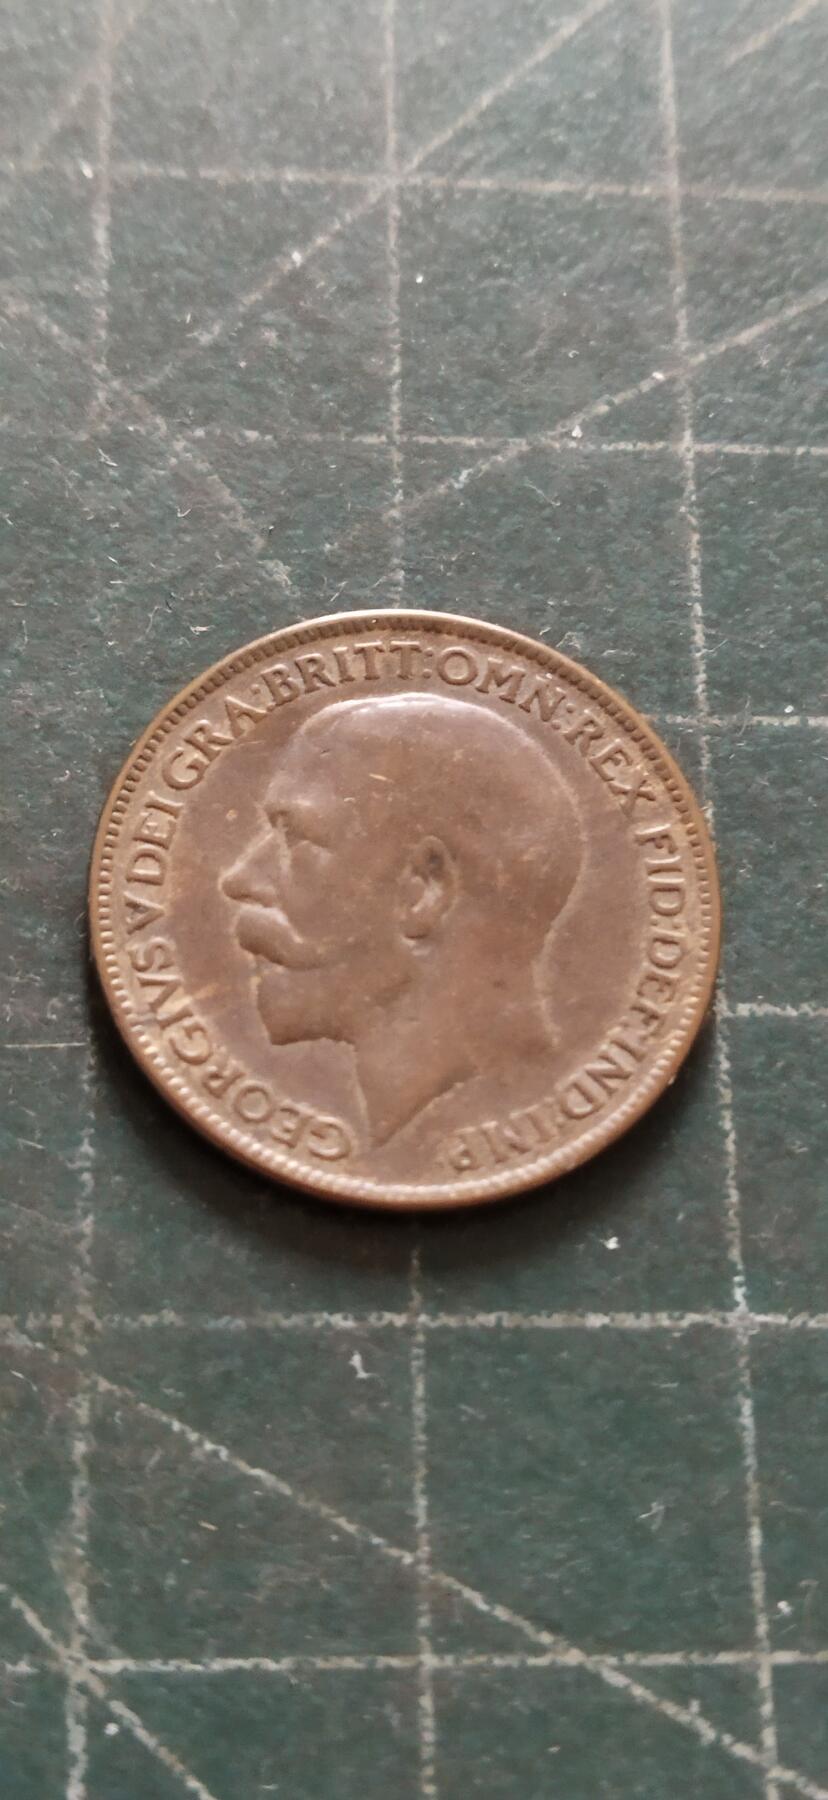 GEORGIVS V DEI GRA:BRITT:OMN:REX FID:DEF:IND:IMP: